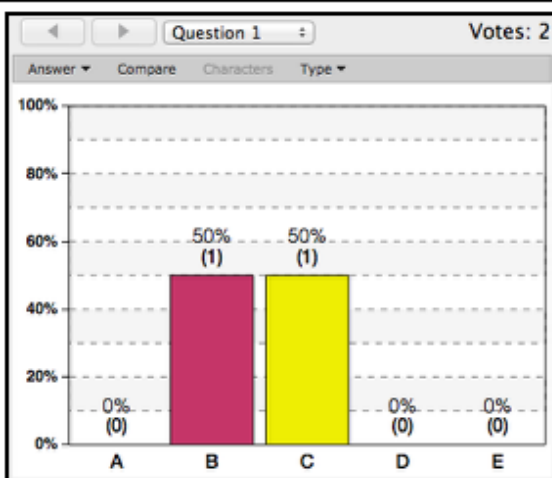 Question 1 Votes: 2
Answer Compare Characters Type
100%
80%
60%
50% 50%
(1) (1)
40%
20%
0% 0% 0%
(0) (0) (0)
0%
A B C D E